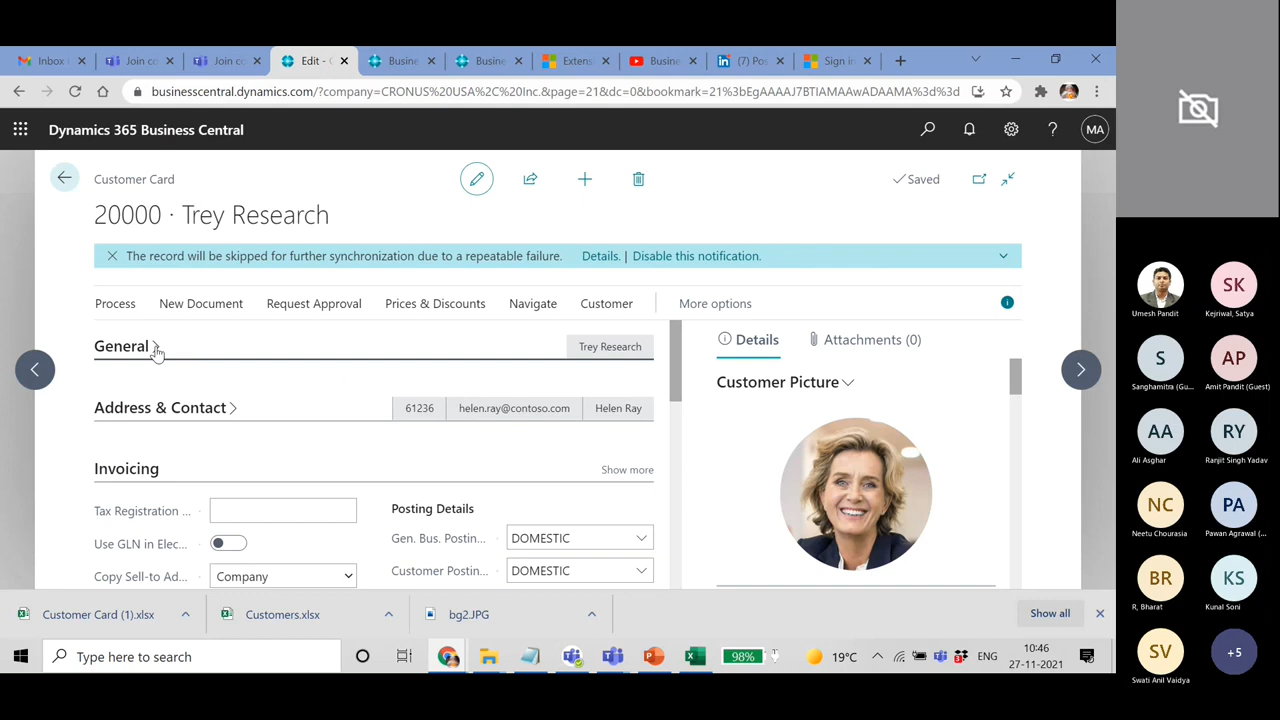 Inbox
Join co
Join co
Edit - C
Busine
Busine
Extens
Busine
(7) Pos
Sign in
businesscentral.dynamics.com/?company=CRONUS%20USA%2C%20Inc.&page=21&dc=0&bookmark=21%3bEgAAAAJ7BTIAMAAwADAAMA%3d%3d
Dynamics 365 Business Central
MA
Customer Card
Saved
20000 · Trey Research
The record will be skipped for further synchronization due to a repeatable failure. Details. | Disable this notification.
Process New Document Request Approval Prices & Discounts Navigate Customer More options
General Trey Research
Details Attachments (0)
Customer Picture
Address & Contact 61236 helen.ray@contoso.com Helen Ray
Invoicing Show more
Tax Registration ...
Posting Details
Use GLN in Elec...
Gen. Bus. Postin... DOMESTIC
Copy Sell-to Ad... Company
Customer Postin... DOMESTIC
Customer Card (1).xlsx
Customers.xlsx
bg2.JPG
Show all
Type here to search
98%
19°C
ENG
10:46
27-11-2021
Umesh Pandit
SK
Kejriwal, Satya
S
Sanghamitra (Gu...
AP
Amit Pandit (Guest)
AA
Ali Asghar
RY
Ranjit Singh Yadav
NC
Neetu Chourasia
PA
Pawan Agrawal (...
BR
R, Bharat
KS
Kunal Soni
SV
Swati Anil Vaidya
+5